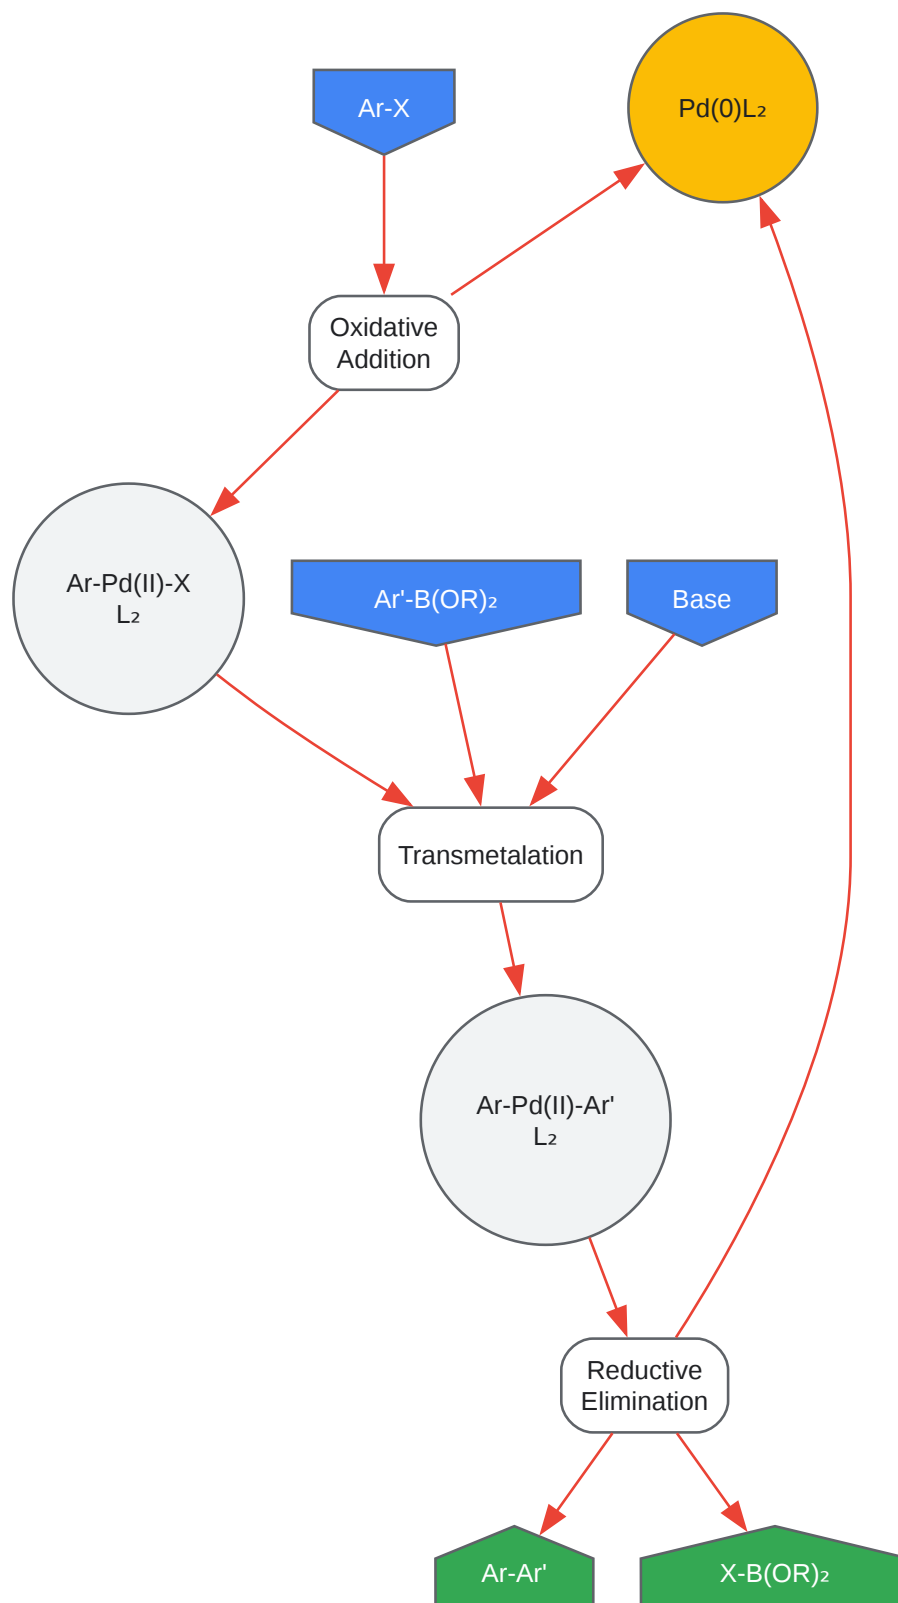 Ar-X
Pd(0)L₂
Oxidative
Addition
Ar-Pd(II)-X
L₂
Ar'-B(OR)₂
Base
Transmetalation
Ar-Pd(II)-Ar'
L₂
Reductive
Elimination
Ar-Ar'
X-B(OR)₂